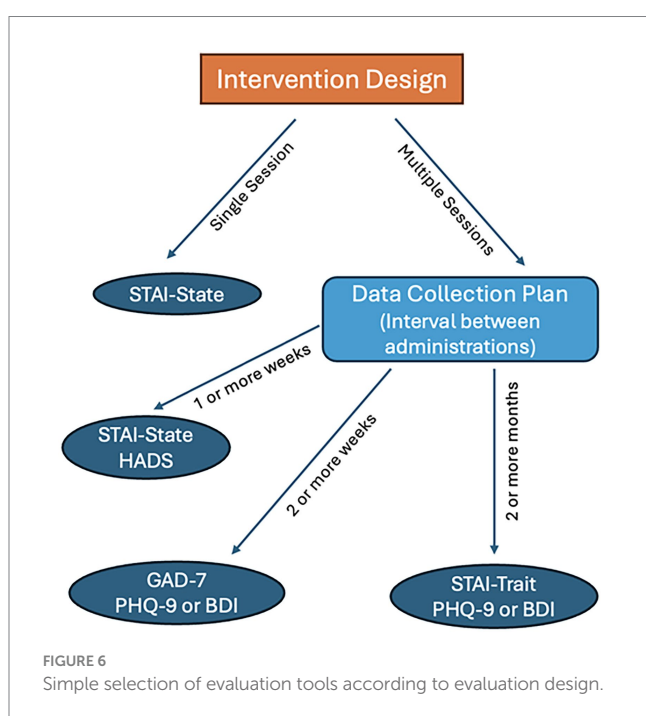 Intervention Design
Single Session
Multiple Sessions
STAI-State
Data Collection Plan
(Interval between
administrations)
1 or more weeks
STAI-State
HADS
2 or more weeks
2 or more months
GAD-7
PHQ-9 or BDI
STAI-Trait
PHQ-9 or BDI
FIGURE 6
Simple selection of evaluation tools according to evaluation design.